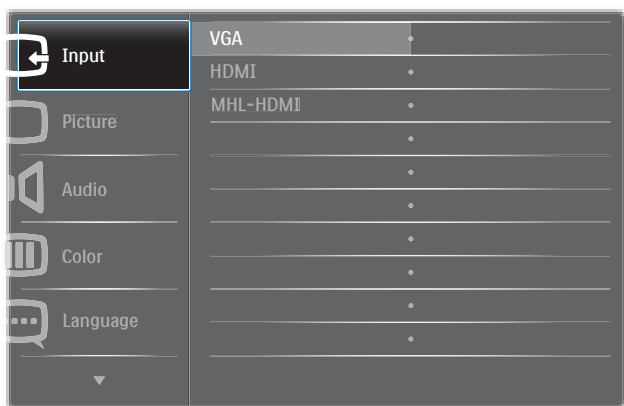 Input
Picture
Audio
Color
Language
VGA
HDMI
MHL-HDMI